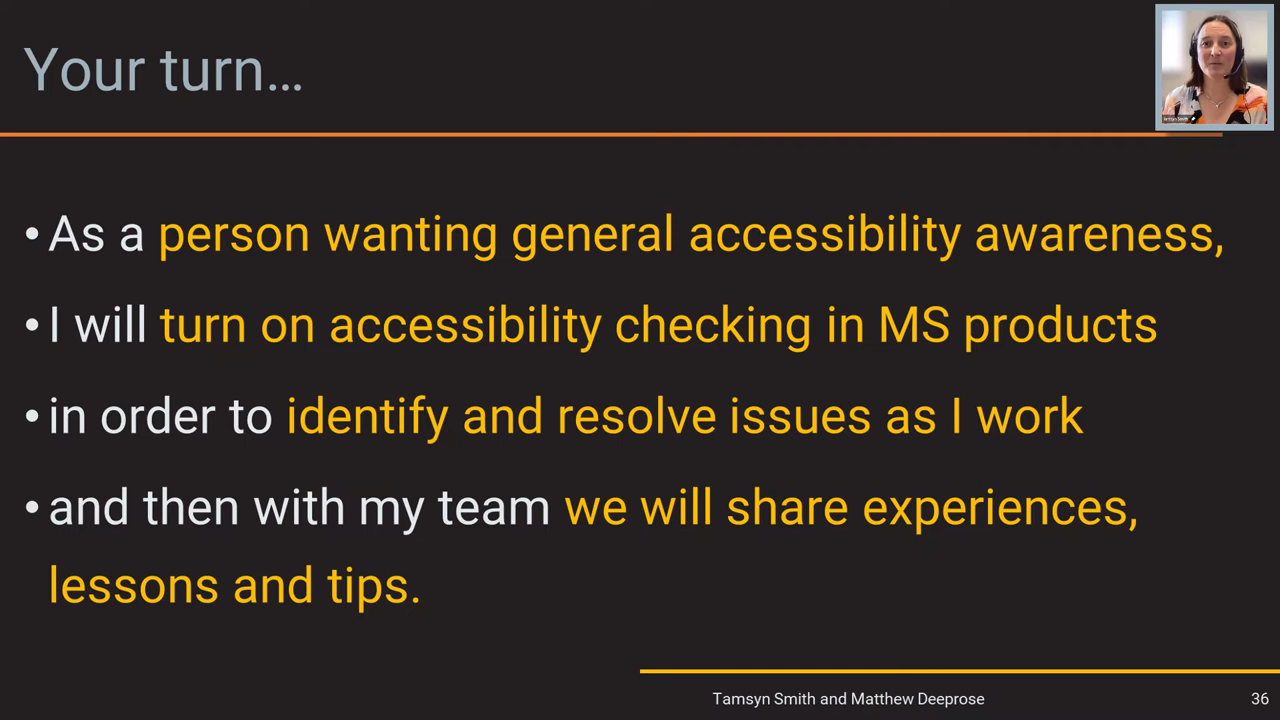 Your turn…
• As a person wanting general accessibility awareness,
• I will turn on accessibility checking in MS products
• in order to identify and resolve issues as I work
• and then with my team we will share experiences,
lessons and tips.
Tamsyn Smith and Matthew Deeprose
36